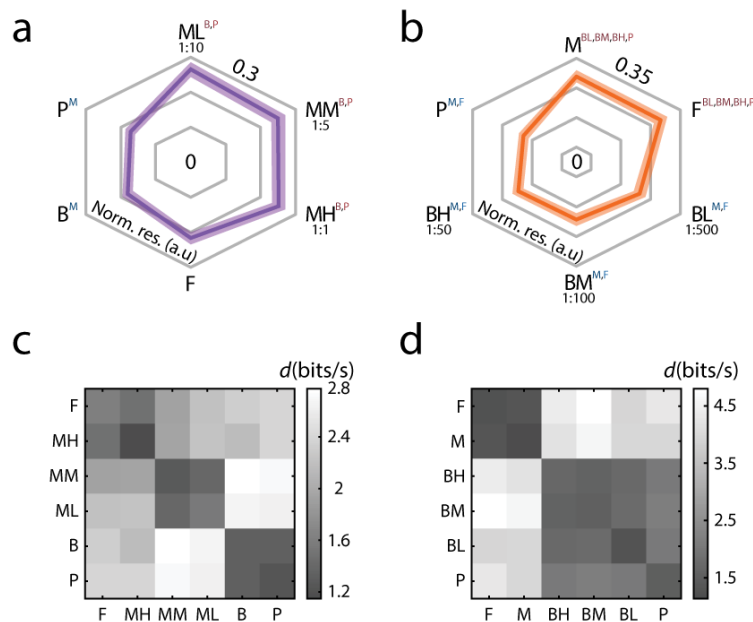 a
ML B,P
1:10
0.3
P M
MM B,P
1:5
0
B M
MH B,P
1:1
Norm. res. (a.u)
F
b
M BL,BM,BH,P
0.35
P M,F
F BL,BM,BH,P
0
BH M,F
1:50
BL M,F
1:500
Norm. res. (a.u)
BM M,F
1:100
c
d(bits/s)
F
MH
MM
ML
B
P
F MH MM ML B P
2.8
2.4
2
1.6
1.2
d
d(bits/s)
F
M
BH
BM
BL
P
F M BH BM BL P
4.5
3.5
2.5
1.5